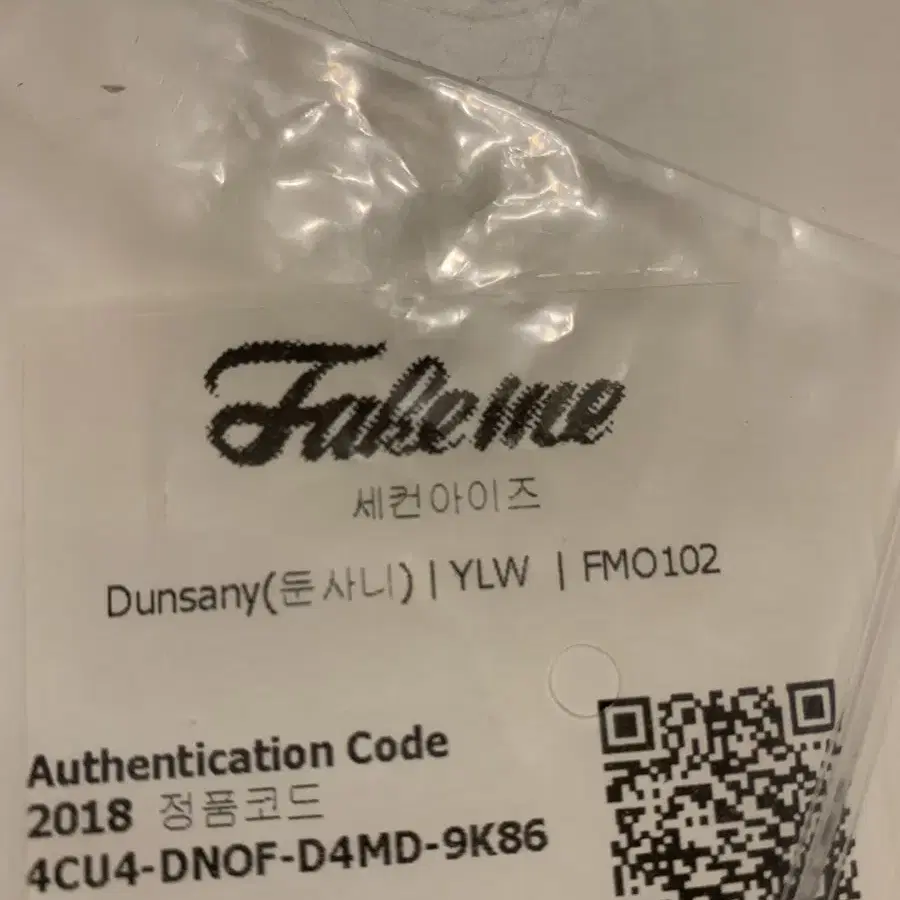 Fakeme
세컨아이즈
Dunsany(둔사니) | YLW | FMO102
Authentication Code
2018 정품코드
4CU4-DNOF-D4MD-9K86